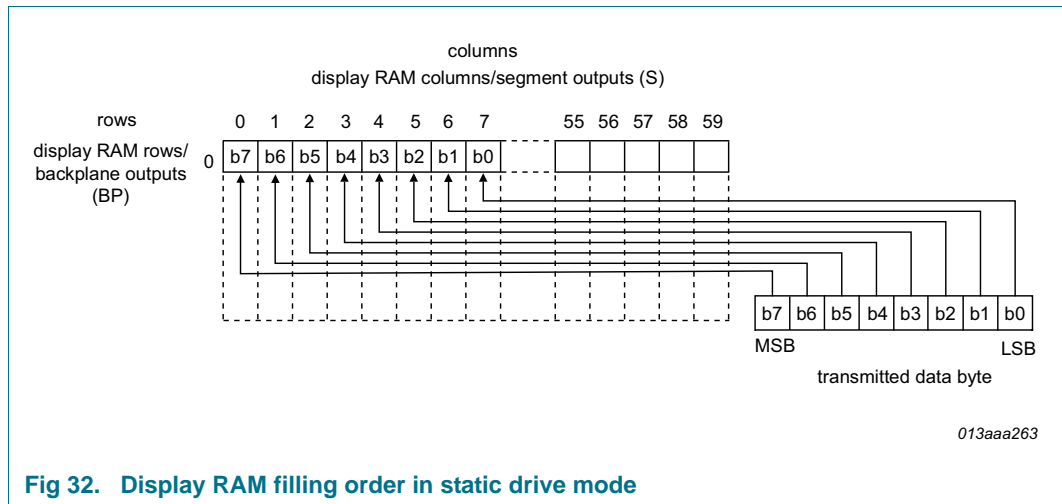 columns
display RAM columns/segment outputs (S)
rows 0 1 2 3 4 5 6 7 55 56 57 58 59
display RAM rows/
backplane outputs
(BP)
0 b7 b6 b5 b4 b3 b2 b1 b0
b7 b6 b5 b4 b3 b2 b1 b0
MSB LSB
transmitted data byte
013aaa263
Fig 32. Display RAM filling order in static drive mode